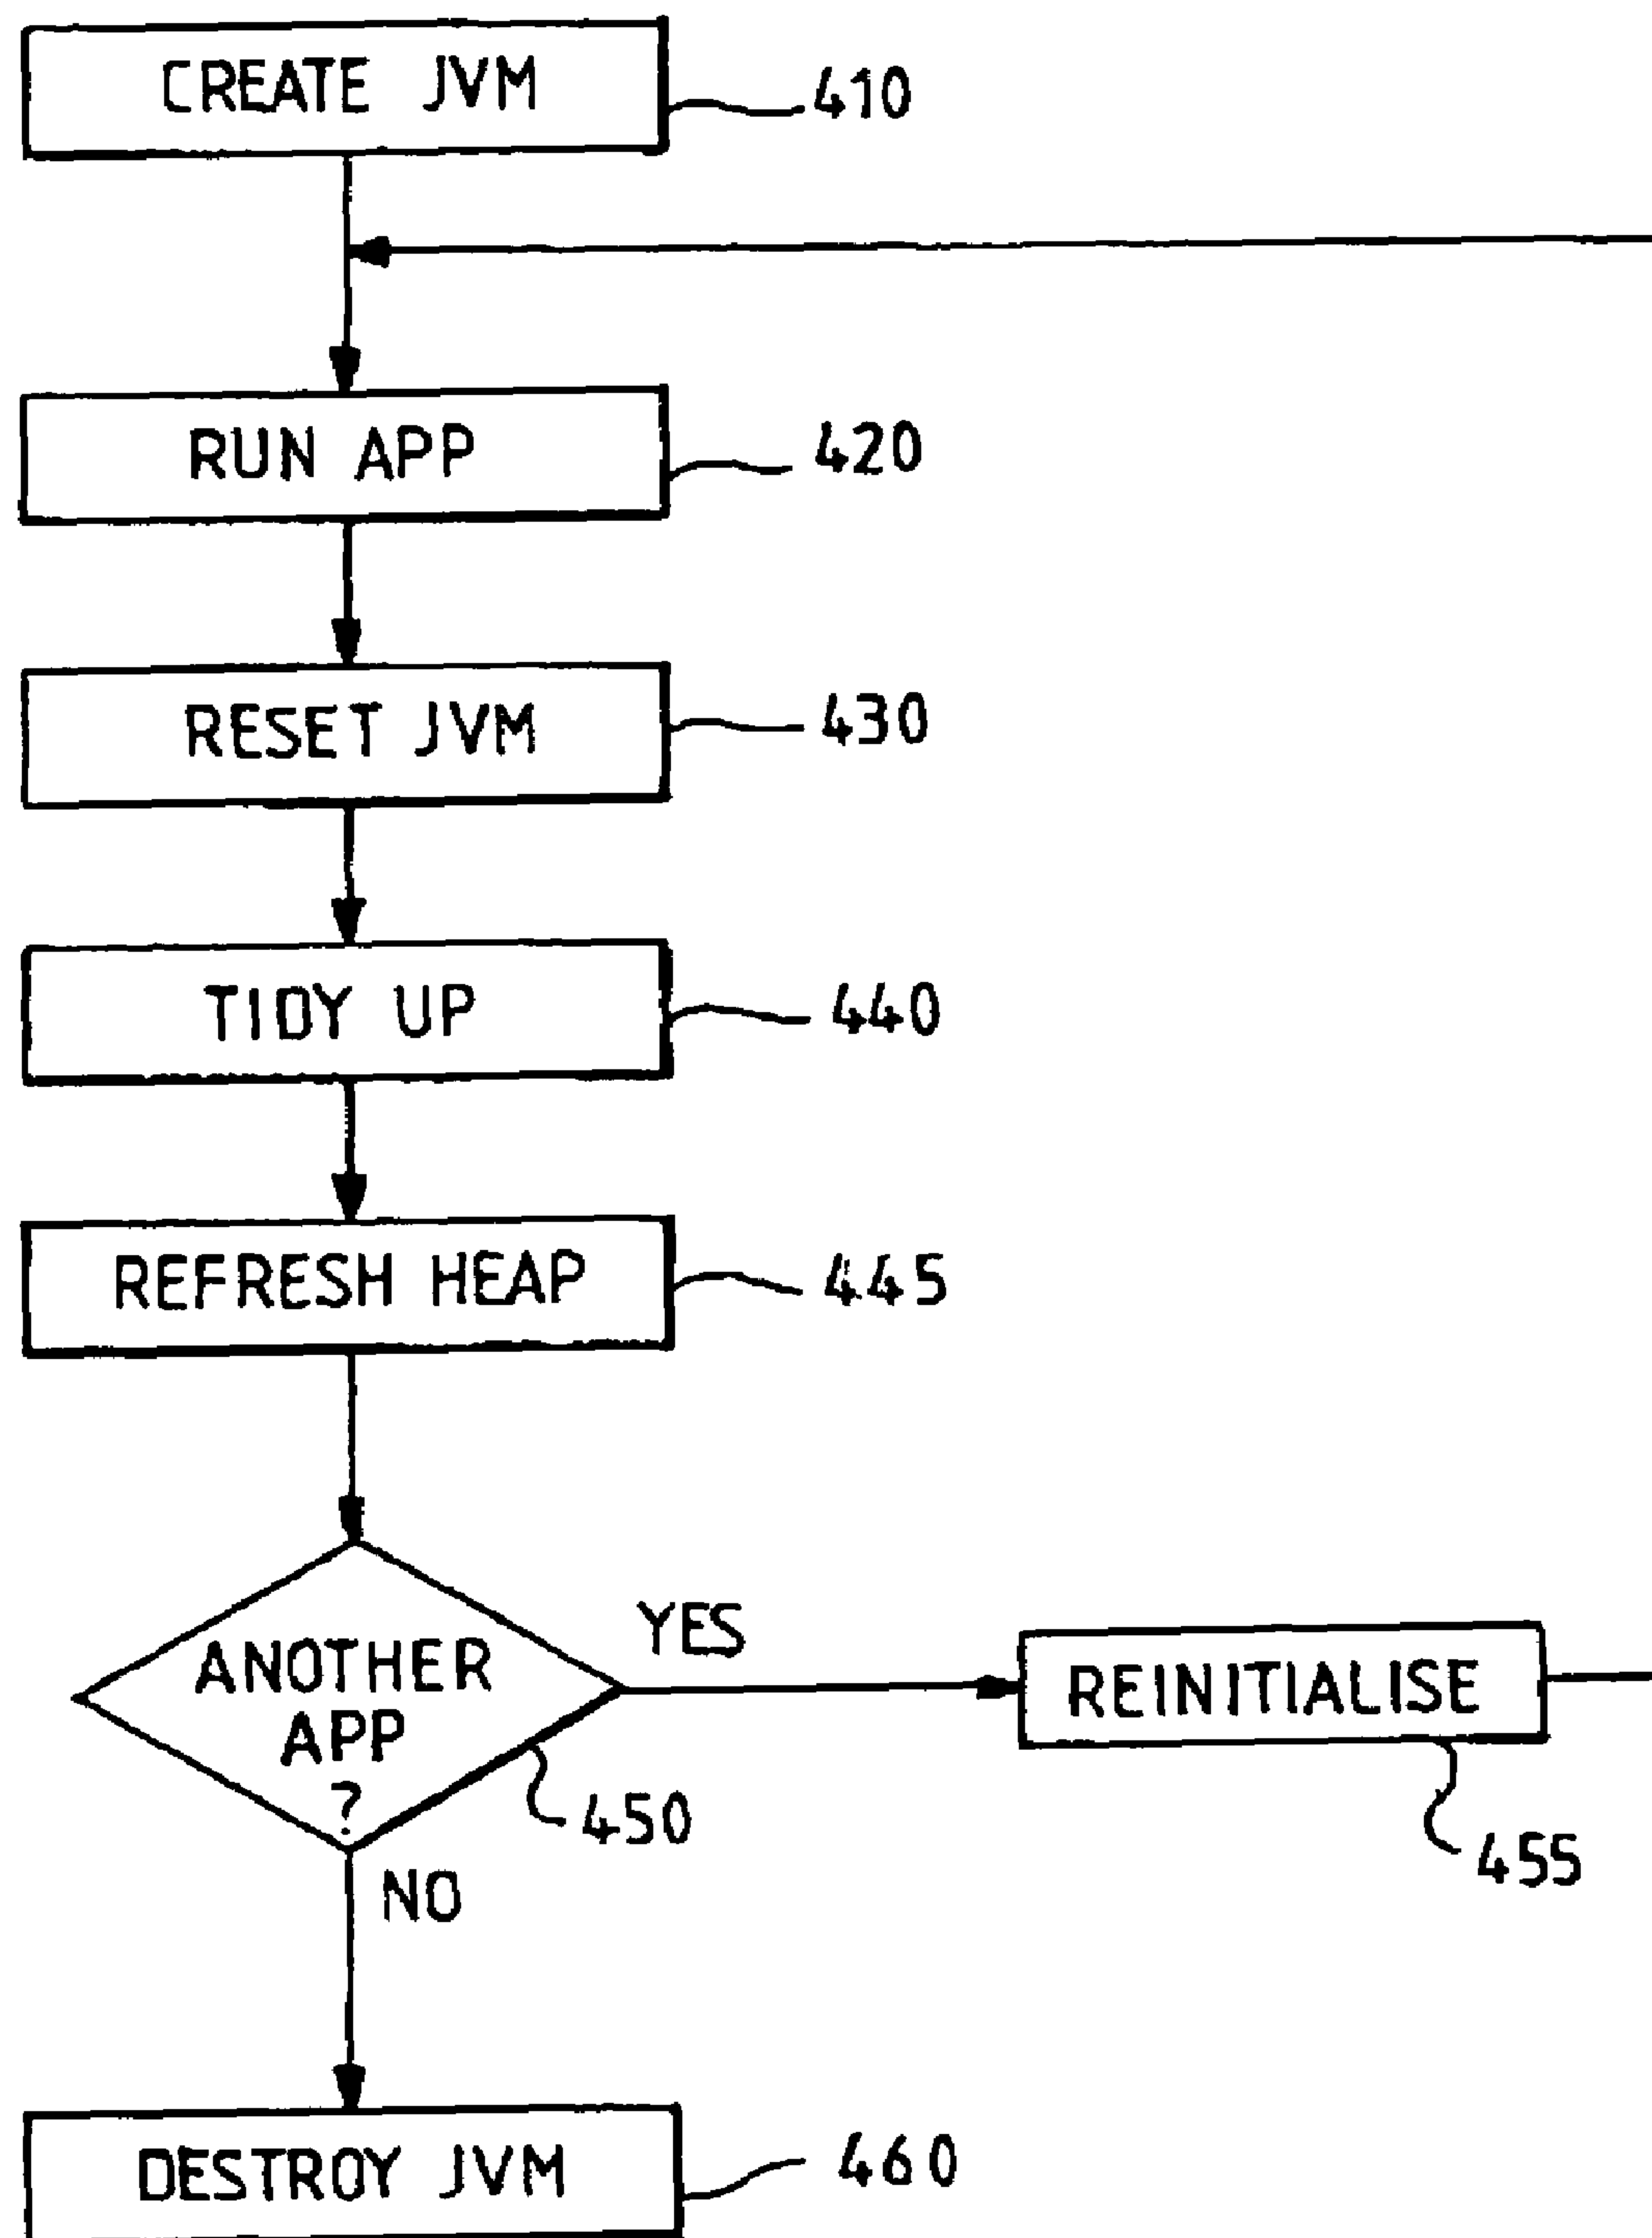 CREATE JVM
410
RUN APP
420
RESET JVM
430
TIDY UP
440
REFRESH HEAP
445
ANOTHER
APP
?
450
YES
REINITIALISE
455
NO
DESTROY JVM
460